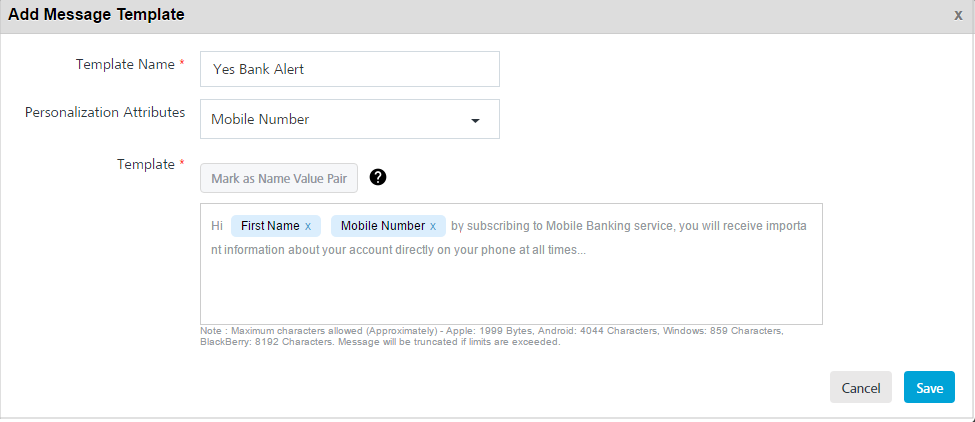 Add Message Template x
Template Name *
Yes Bank Alert
Personalization Attributes
Mobile Number
Template *
Mark as Name Value Pair ?
Hi First Name x Mobile Number x by subscribing to Mobile Banking service, you will receive importa
nt information about your account directly on your phone at all times...
Note : Maximum characters allowed (Approximately) - Apple: 1999 Bytes, Android: 4044 Characters, Windows: 859 Characters,
BlackBerry: 8192 Characters. Message will be truncated if limits are exceeded.
Cancel Save